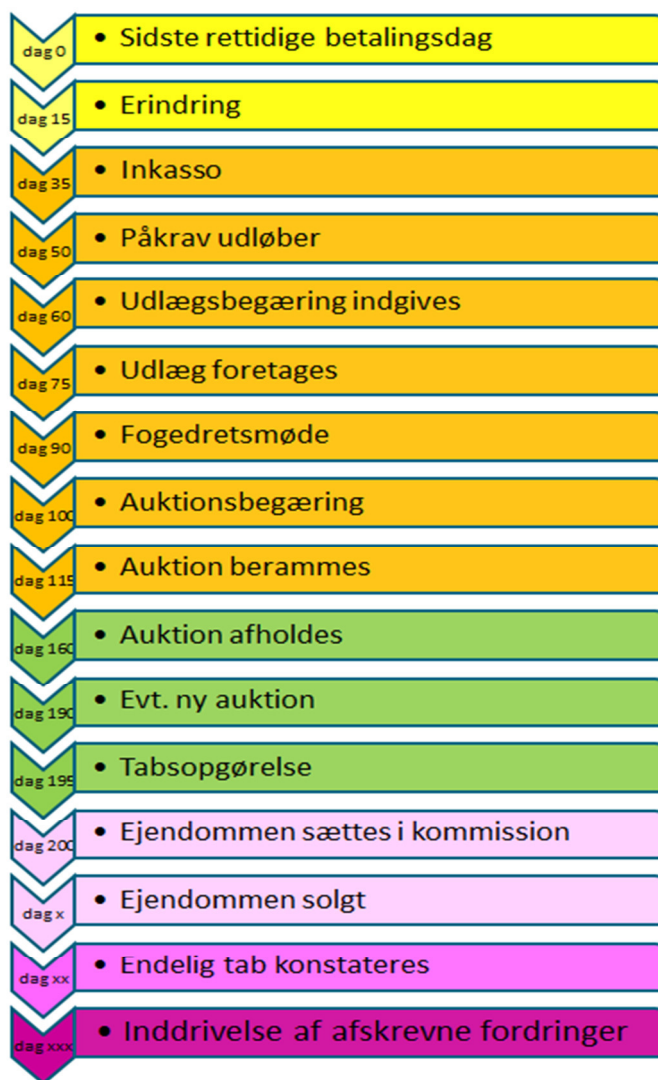 dag 0 • Sidste rettidige betalingsdag
dag 15 • Erindring
dag 35 • Inkasso
dag 50 • Påkrav udløber
dag 60 • Udlægsbegæring indgives
dag 75 • Udlæg foretages
dag 90 • Fogedretsmøde
dag 100 • Auktionsbegæring
dag 115 • Auktion berammes
dag 160 • Auktion afholdes
dag 190 • Evt. ny auktion
dag 195 • Tabsopgørelse
dag 200 • Ejendommen sættes i kommission
dag x • Ejendommen solgt
dag xx • Endelig tab konstateres
dag xxx • Inddrivelse af afskrevne fordringer